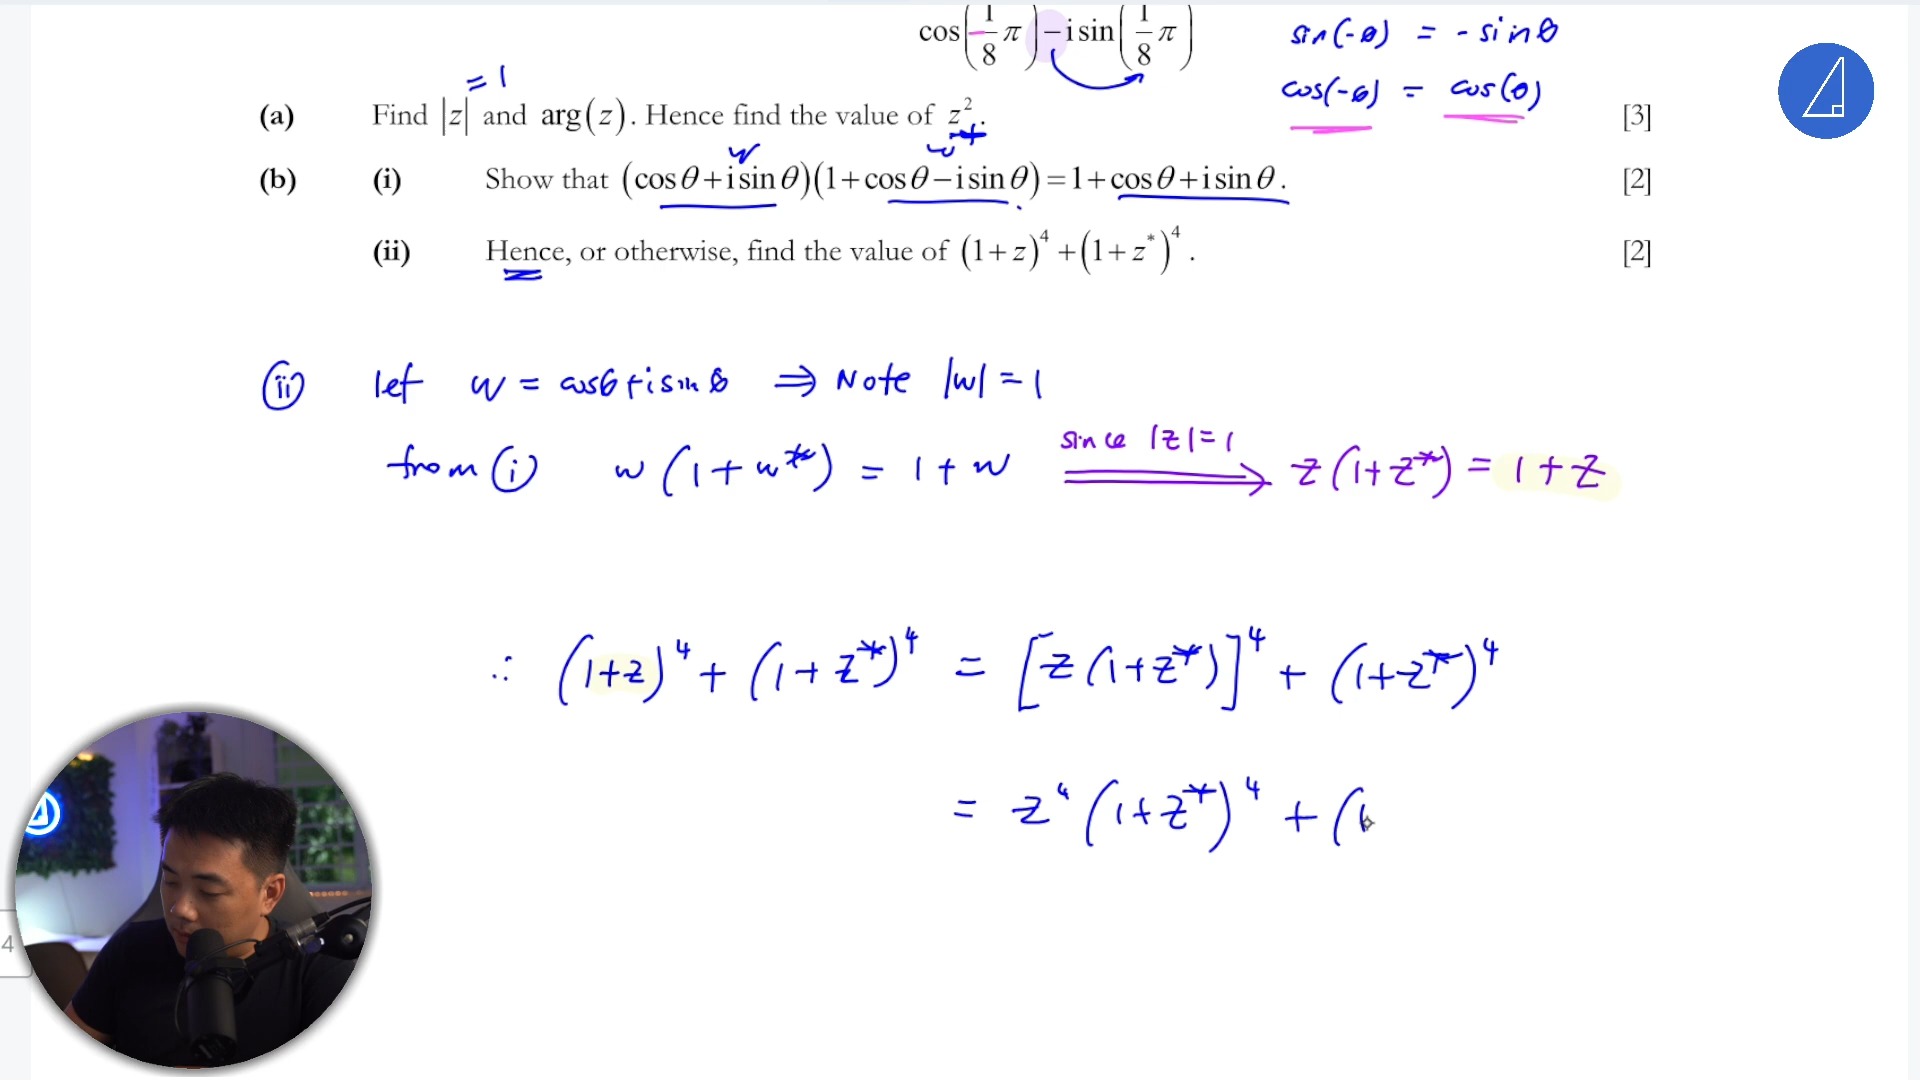 cos(1/8 π) − i sin(1/8 π)
sin(-θ) = - sin θ
cos(-θ) = cos(θ)
= 1
(a) Find |z| and arg(z). Hence find the value of z². [3]
w w*
(b) (i) Show that (cos θ + i sin θ)(1 + cos θ − i sin θ) = 1 + cos θ + i sin θ. [2]
(ii) Hence, or otherwise, find the value of (1 + z)⁴ + (1 + z*)⁴. [2]
(ii) let w = cosθ + i sin θ ⇒ Note |w| = 1
from (i) w(1 + w*) = 1 + w since |z| = 1 ⟹ z(1 + z*) = 1 + z
∴ (1+z)⁴ + (1 + z*)⁴ = [z(1+z*)]⁴ + (1+z*)⁴
= z⁴(1+z*)⁴ + (1
4